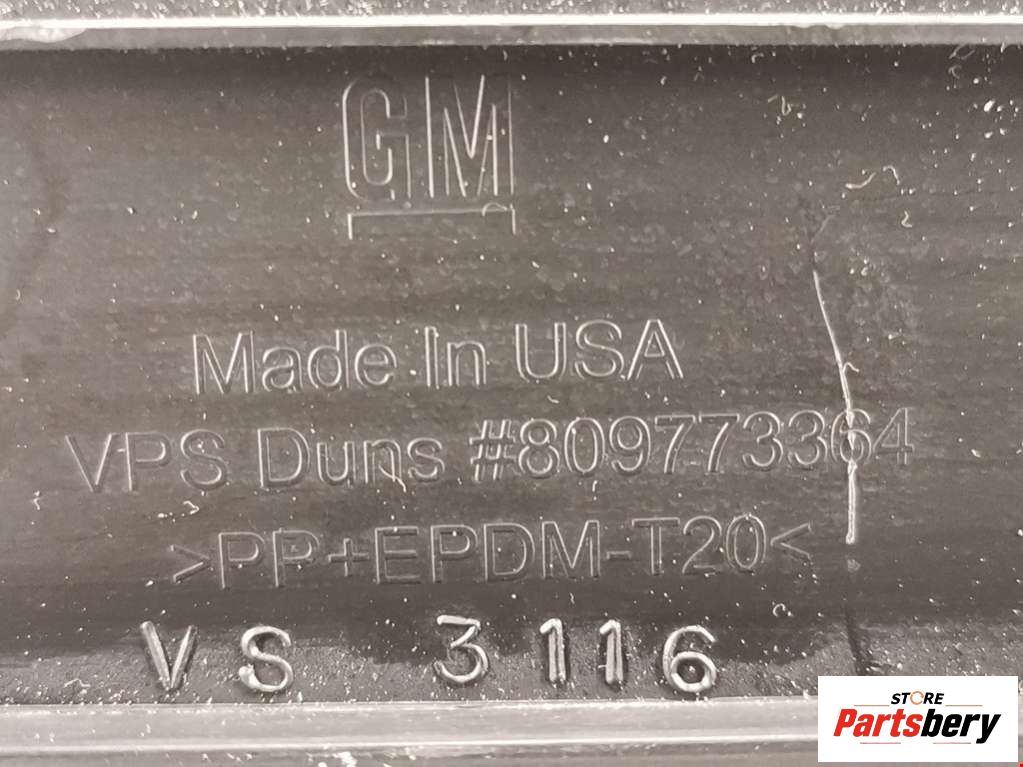 GM
Made In USA
VPS Duns #809773364
>PP+EPDM-T20<
VS 3116
STORE
Partsbery